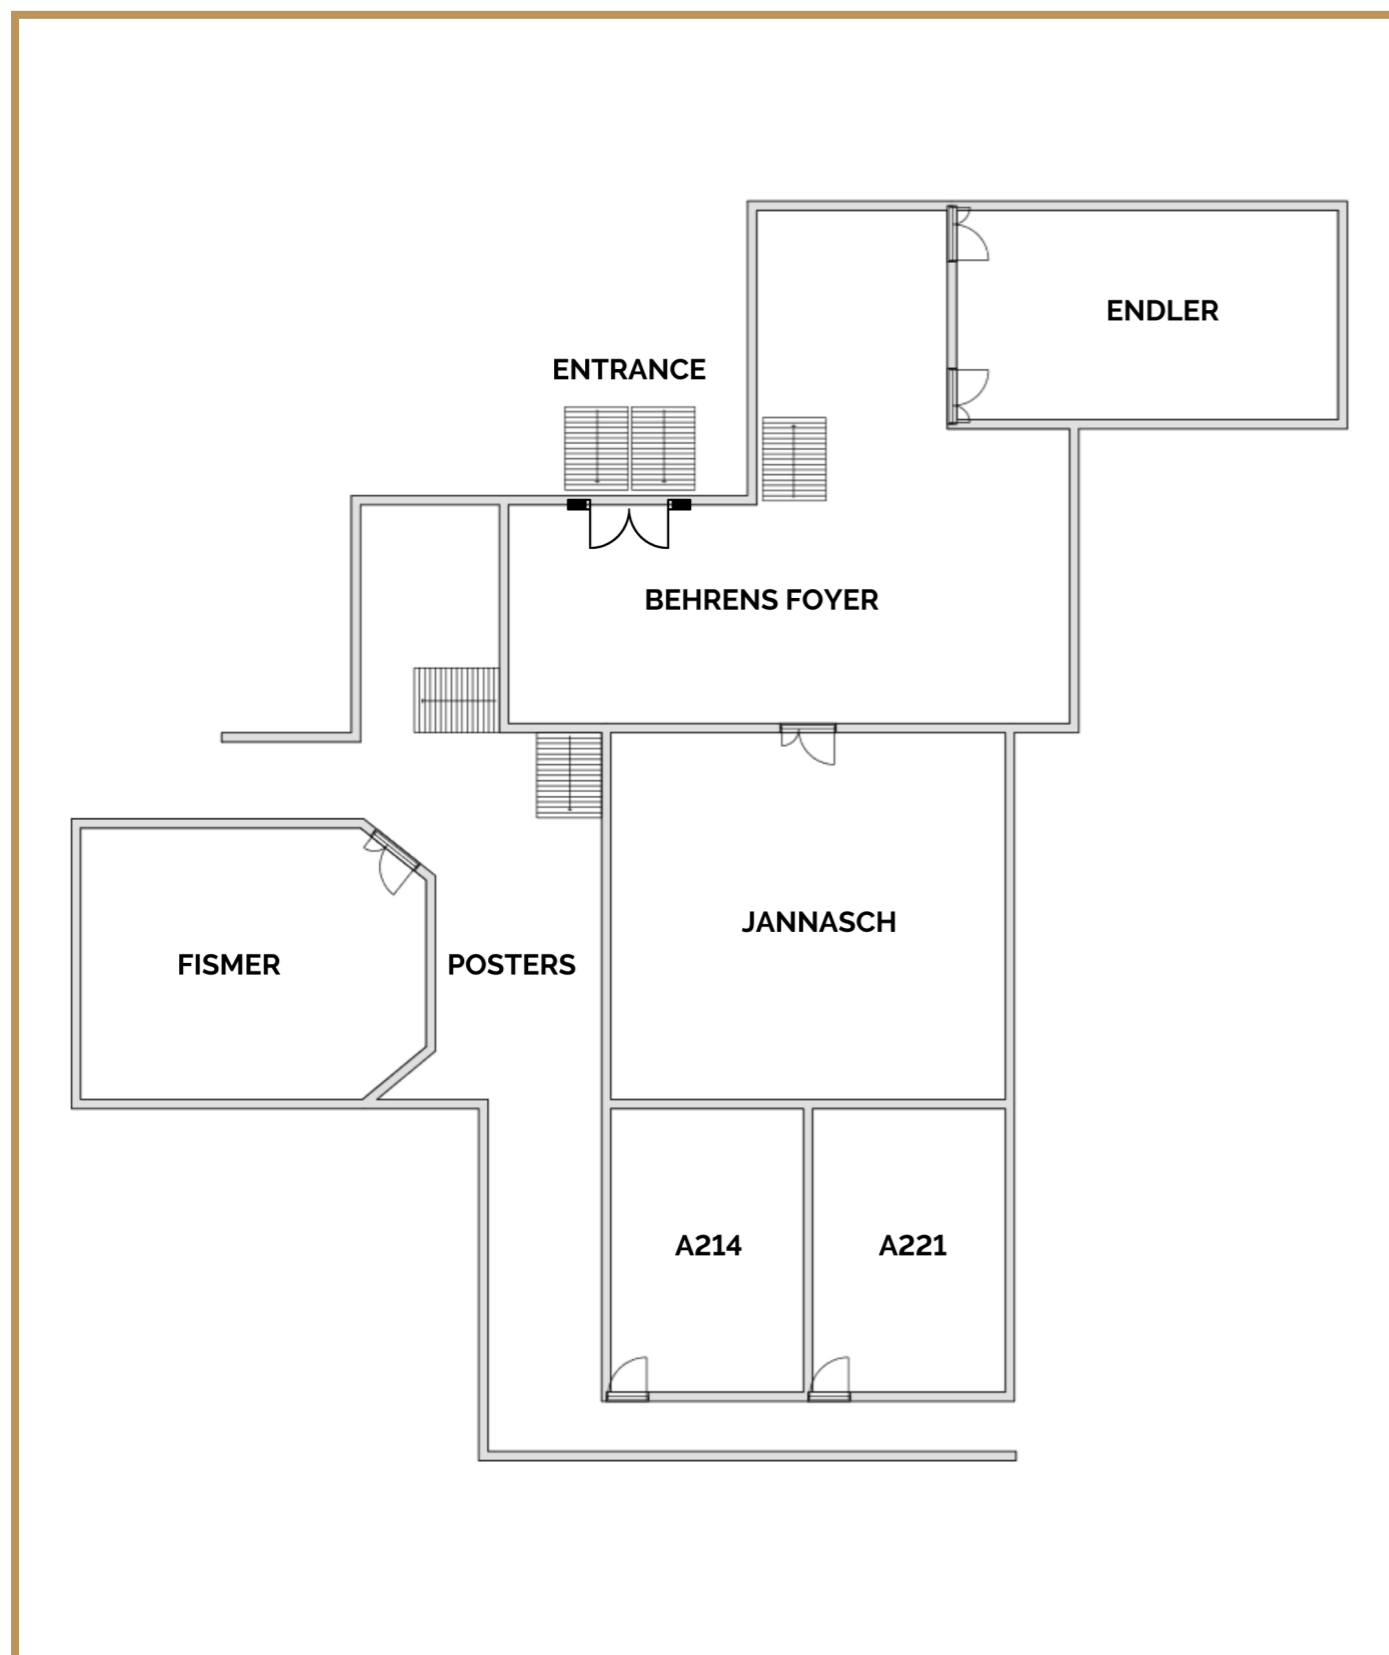 ENDLER
ENTRANCE
BEHRENS FOYER
JANNASCH
FISMER
POSTERS
A214
A221